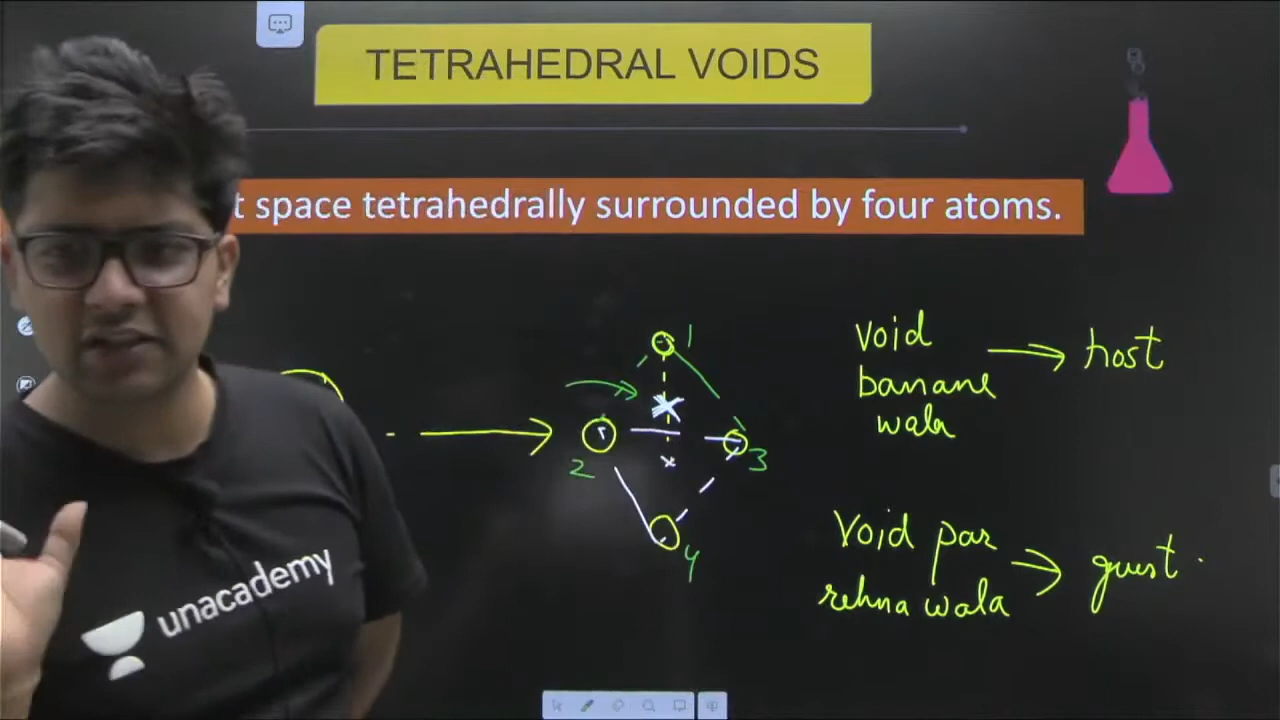 TETRAHEDRAL VOIDS
t space tetrahedrally surrounded by four atoms.
1
2
3
4
void
banane
wala
host
Void par
rehna wala
guest
unacademy